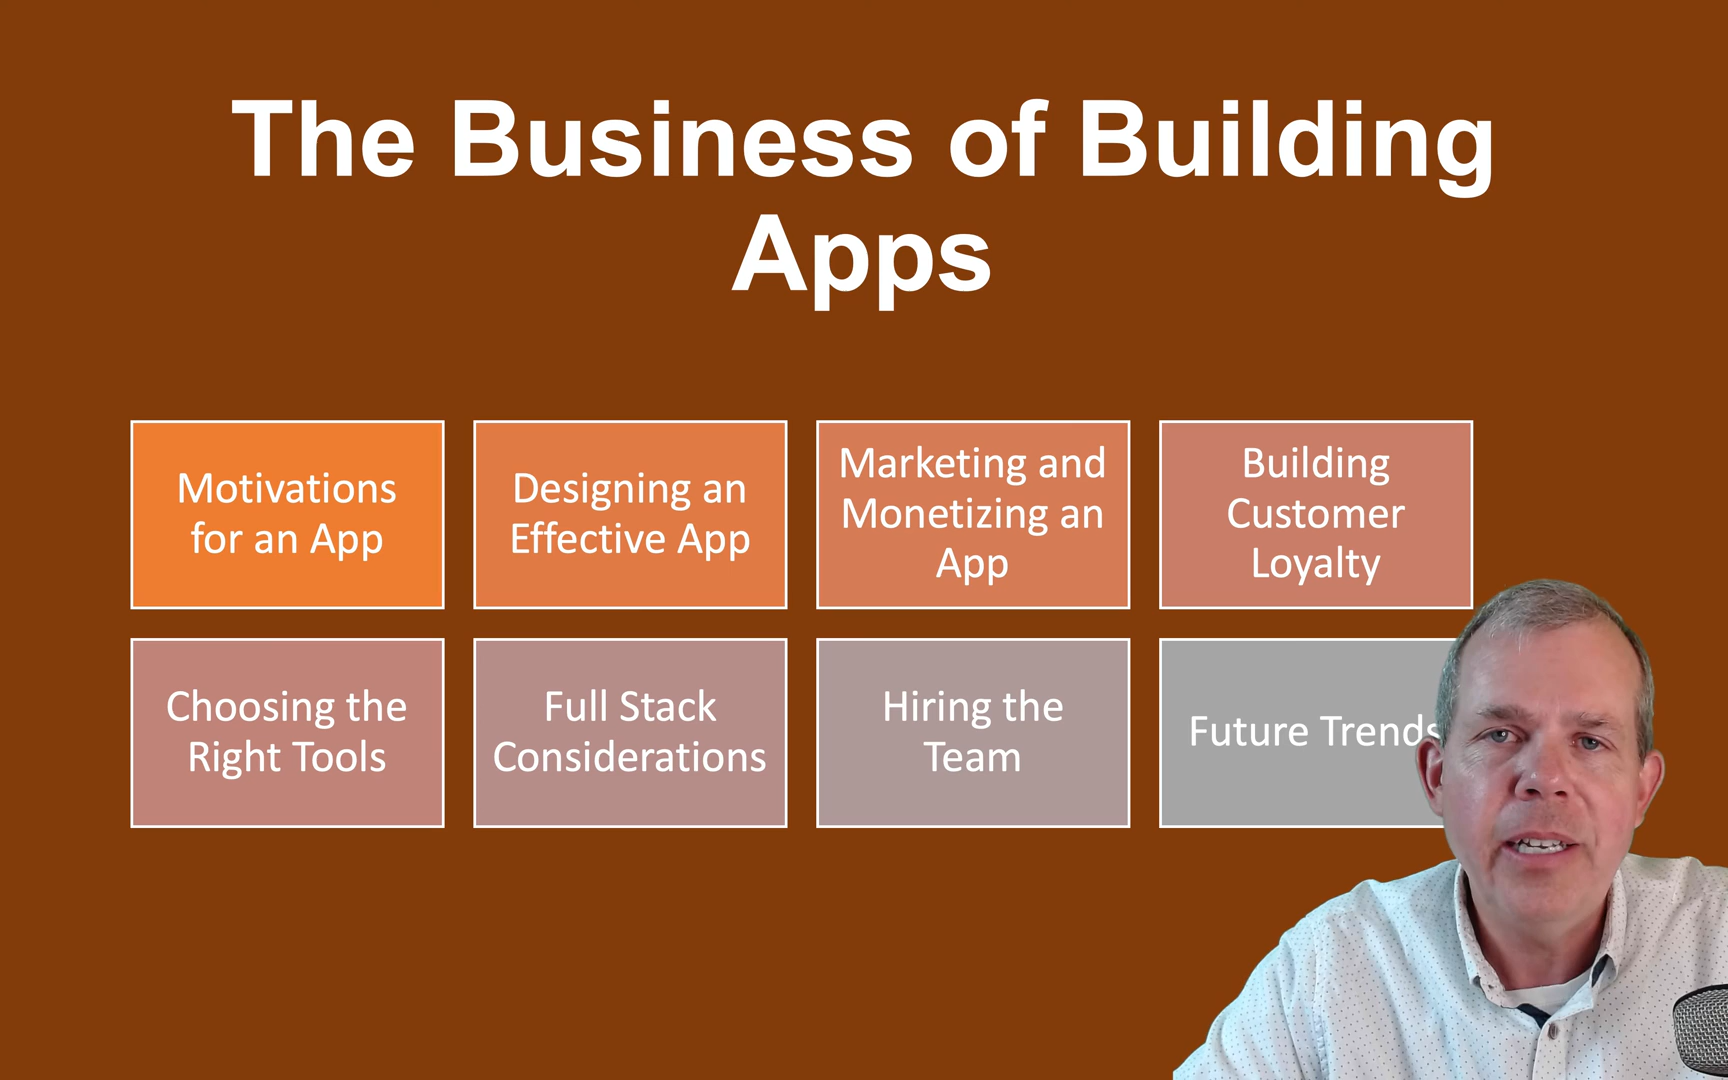 The Business of Building
Apps
Motivations
for an App
Designing an
Effective App
Marketing and
Monetizing an
App
Building
Customer
Loyalty
Choosing the
Right Tools
Full Stack
Considerations
Hiring the
Team
Future Trends